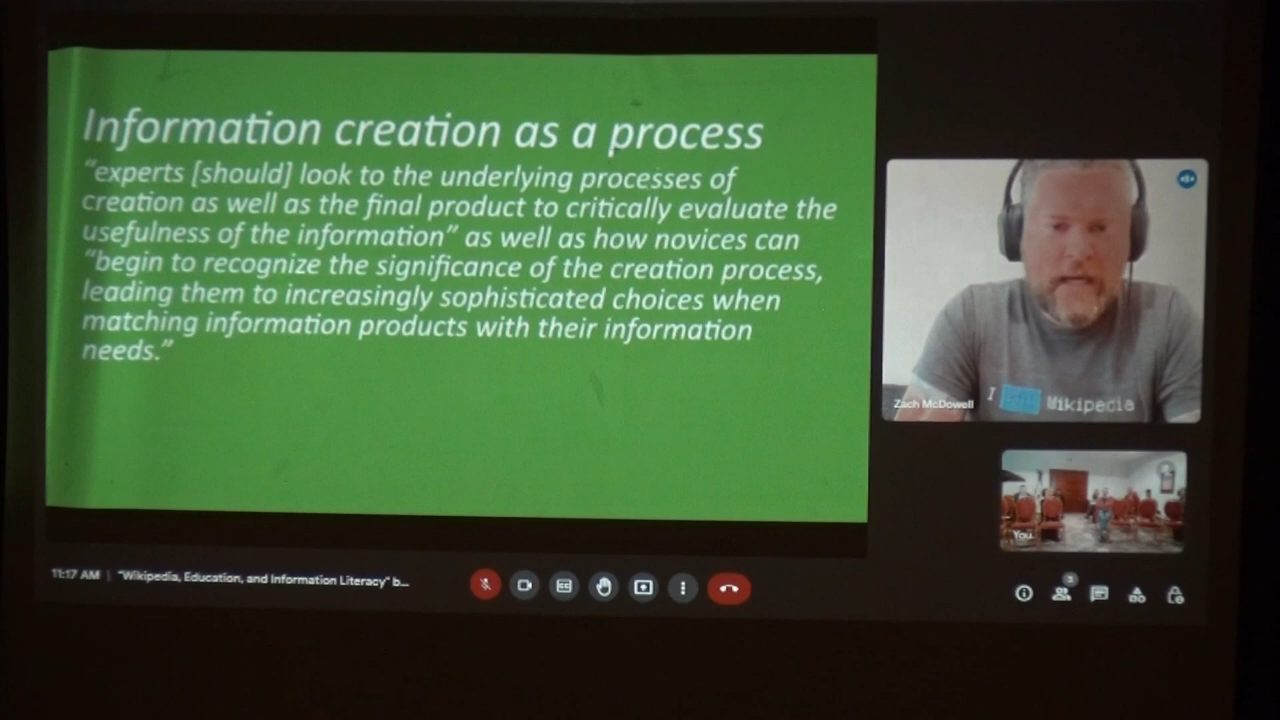 Information creation as a process
“experts [should] look to the underlying processes of
creation as well as the final product to critically evaluate the
usefulness of the information” as well as how novices can
“begin to recognize the significance of the creation process,
leading them to increasingly sophisticated choices when
matching information products with their information
needs.”
I Wikipedia
Zach McDowell
You
11:17 AM | "Wikipedia, Education, and Information Literacy" b...
CC
3